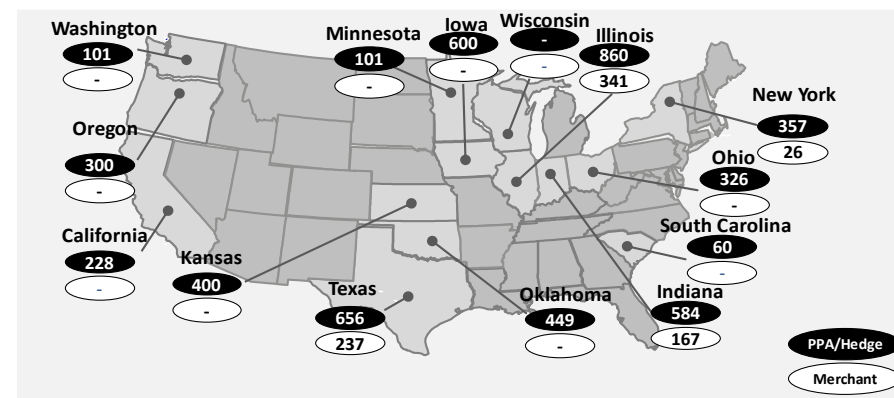 Washington
101
-
Oregon
300
-
California
228
-
Kansas
400
-
Minnesota
101
-
Iowa
600
-
Wisconsin
-
-
Illinois
860
341
New York
357
26
Ohio
326
-
South Carolina
60
-
Indiana
584
167
Oklahoma
449
-
Texas
656
237
PPA/Hedge
Merchant